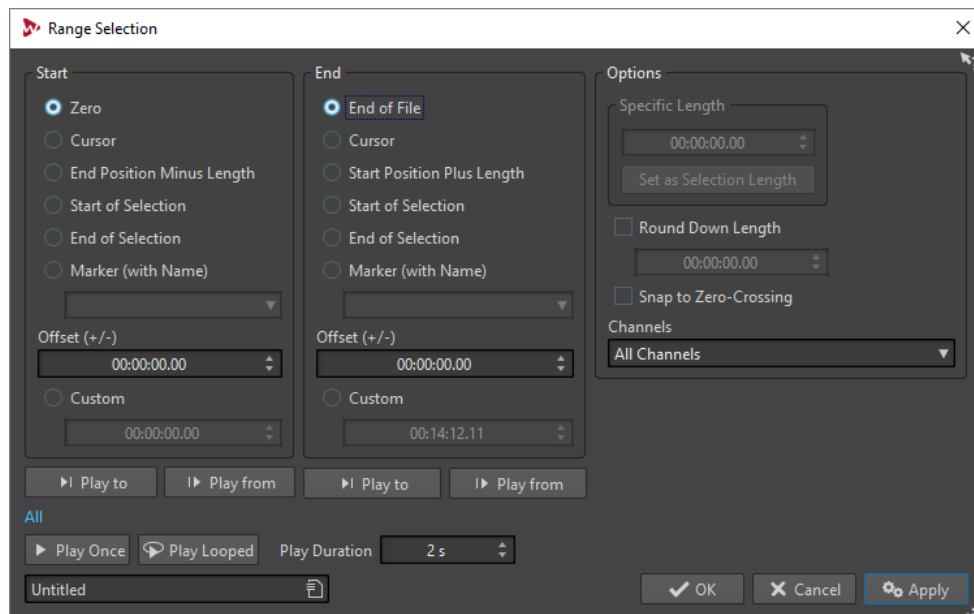 Range Selection
Start
Zero
Cursor
End Position Minus Length
Start of Selection
End of Selection
Marker (with Name)
Offset (+/-)
00:00:00.00
Custom
00:00:00.00
Play to
Play from
End
End of File
Cursor
Start Position Plus Length
Start of Selection
End of Selection
Marker (with Name)
Offset (+/-)
00:00:00.00
Custom
00:14:12.11
Play to
Play from
Options
Specific Length
00:00:00.00
Set as Selection Length
Round Down Length
00:00:00.00
Snap to Zero-Crossing
Channels
All Channels
All
Play Once
Play Looped
Play Duration
2 s
Untitled
OK
Cancel
Apply